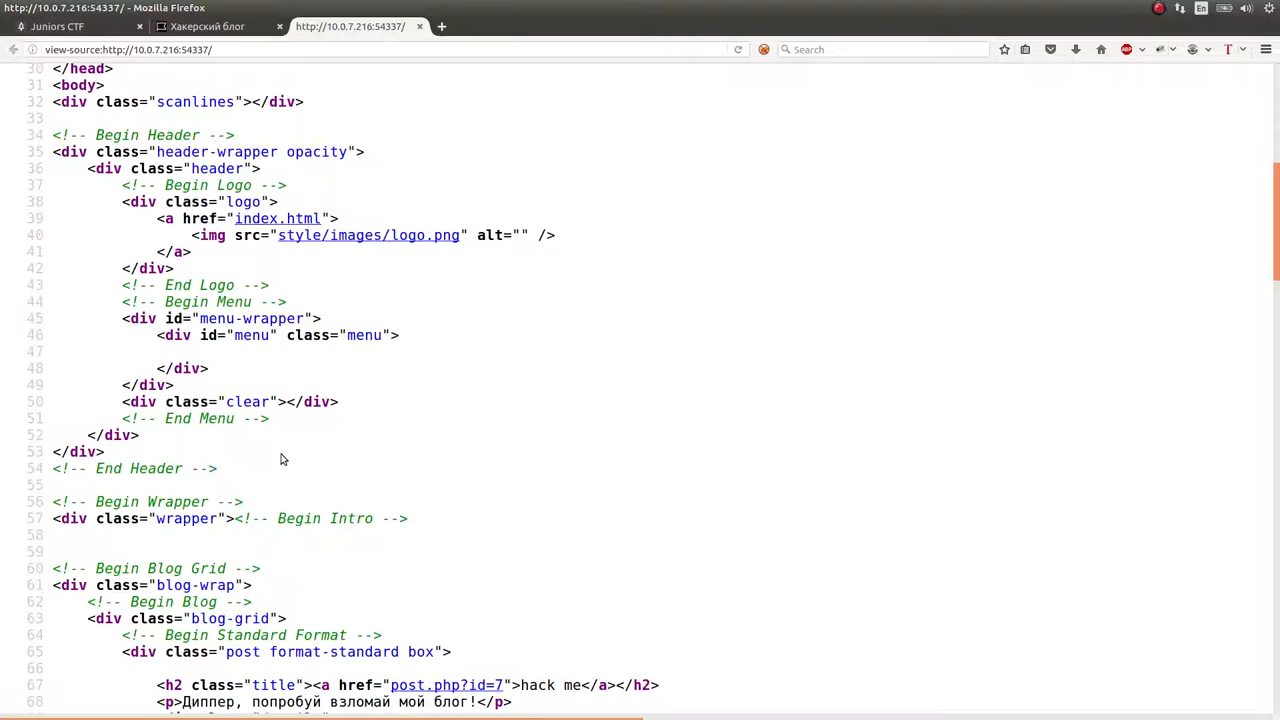 http://10.0.7.216:54337/ - Mozilla Firefox
En
Juniors CTF × Хакерский блог × http://10.0.7.216:54337/ × +
view-source:http://10.0.7.216:54337/ Search ABP T
30 </head>
31 <body>
32 <div class="scanlines"></div>
33
34 <!-- Begin Header -->
35 <div class="header-wrapper opacity">
36 <div class="header">
37 <!-- Begin Logo -->
38 <div class="logo">
39 <a href="index.html">
40 <img src="style/images/logo.png" alt="" />
41 </a>
42 </div>
43 <!-- End Logo -->
44 <!-- Begin Menu -->
45 <div id="menu-wrapper">
46 <div id="menu" class="menu">
47
48 </div>
49 </div>
50 <div class="clear"></div>
51 <!-- End Menu -->
52 </div>
53 </div>
54 <!-- End Header -->
55
56 <!-- Begin Wrapper -->
57 <div class="wrapper"><!-- Begin Intro -->
58
59
60 <!-- Begin Blog Grid -->
61 <div class="blog-wrap">
62 <!-- Begin Blog -->
63 <div class="blog-grid">
64 <!-- Begin Standard Format -->
65 <div class="post format-standard box">
66
67 <h2 class="title"><a href="post.php?id=7">hack me</a></h2>
68 <p>Диппер, попробуй взломай мой блог!</p>